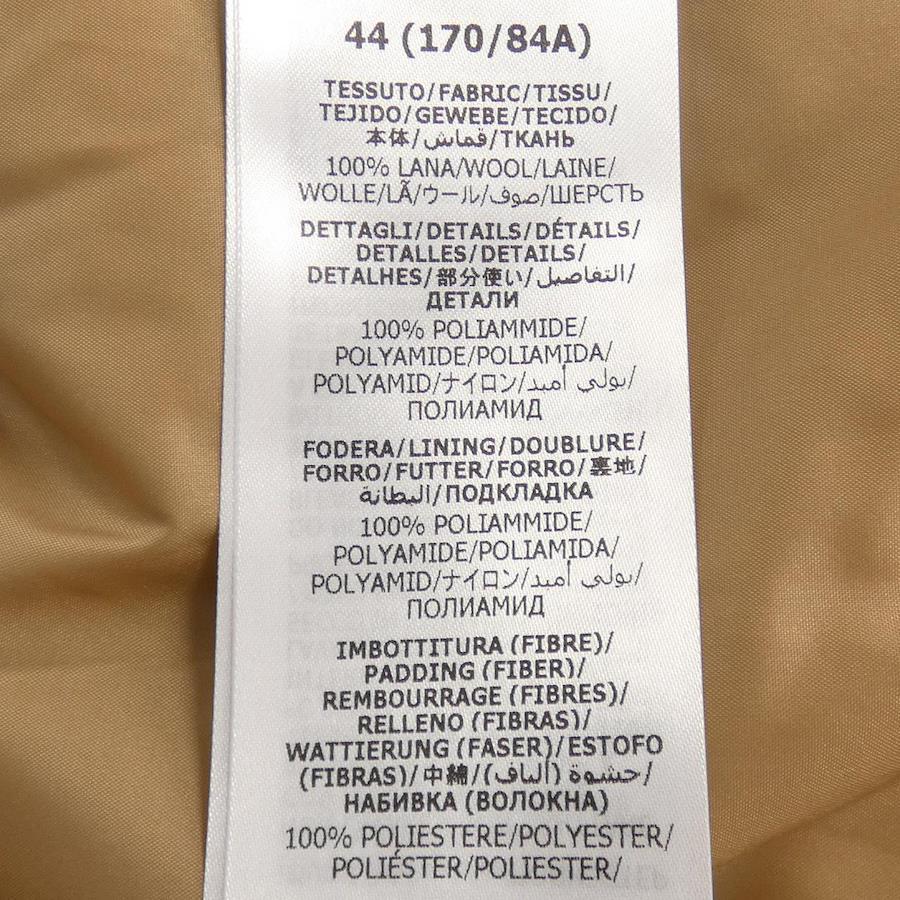 44 (170/84A)
TESSUTO/FABRIC/TISSU/
TEJIDO/GEWEBE/TECIDO/
本体/قماش/ТКАНЬ
100% LANA/WOOL/LAINE/
WOLLE/LÃ/ウール/صوف/ШЕРСТЬ
DETTAGLI/DETAILS/DÉTAILS/
DETALLES/DETAILS/
DETALHES/部分使い/التفاصيل/
ДЕТАЛИ
100% POLIAMMIDE/
POLYAMIDE/POLIAMIDA/
POLYAMID/ナイロン/بولي أميد/
ПОЛИАМИД
FODERA/LINING/DOUBLURE/
FORRO/FUTTER/FORRO/裏地/
البطانة/ПОДКЛАДКА
100% POLIAMMIDE/
POLYAMIDE/POLIAMIDA/
POLYAMID/ナイロン/بولي أميد/
ПОЛИАМИД
IMBOTTITURA (FIBRE)/
PADDING (FIBER)/
REMBOURRAGE (FIBRES)/
RELLENO (FIBRAS)/
WATTIERUNG (FASER)/ESTOFO
(FIBRAS)/中綿/حشوة (ألياف)/
НАБИВКА (ВОЛОКНА)
100% POLIESTERE/POLYESTER/
POLIÉSTER/POLIESTER/